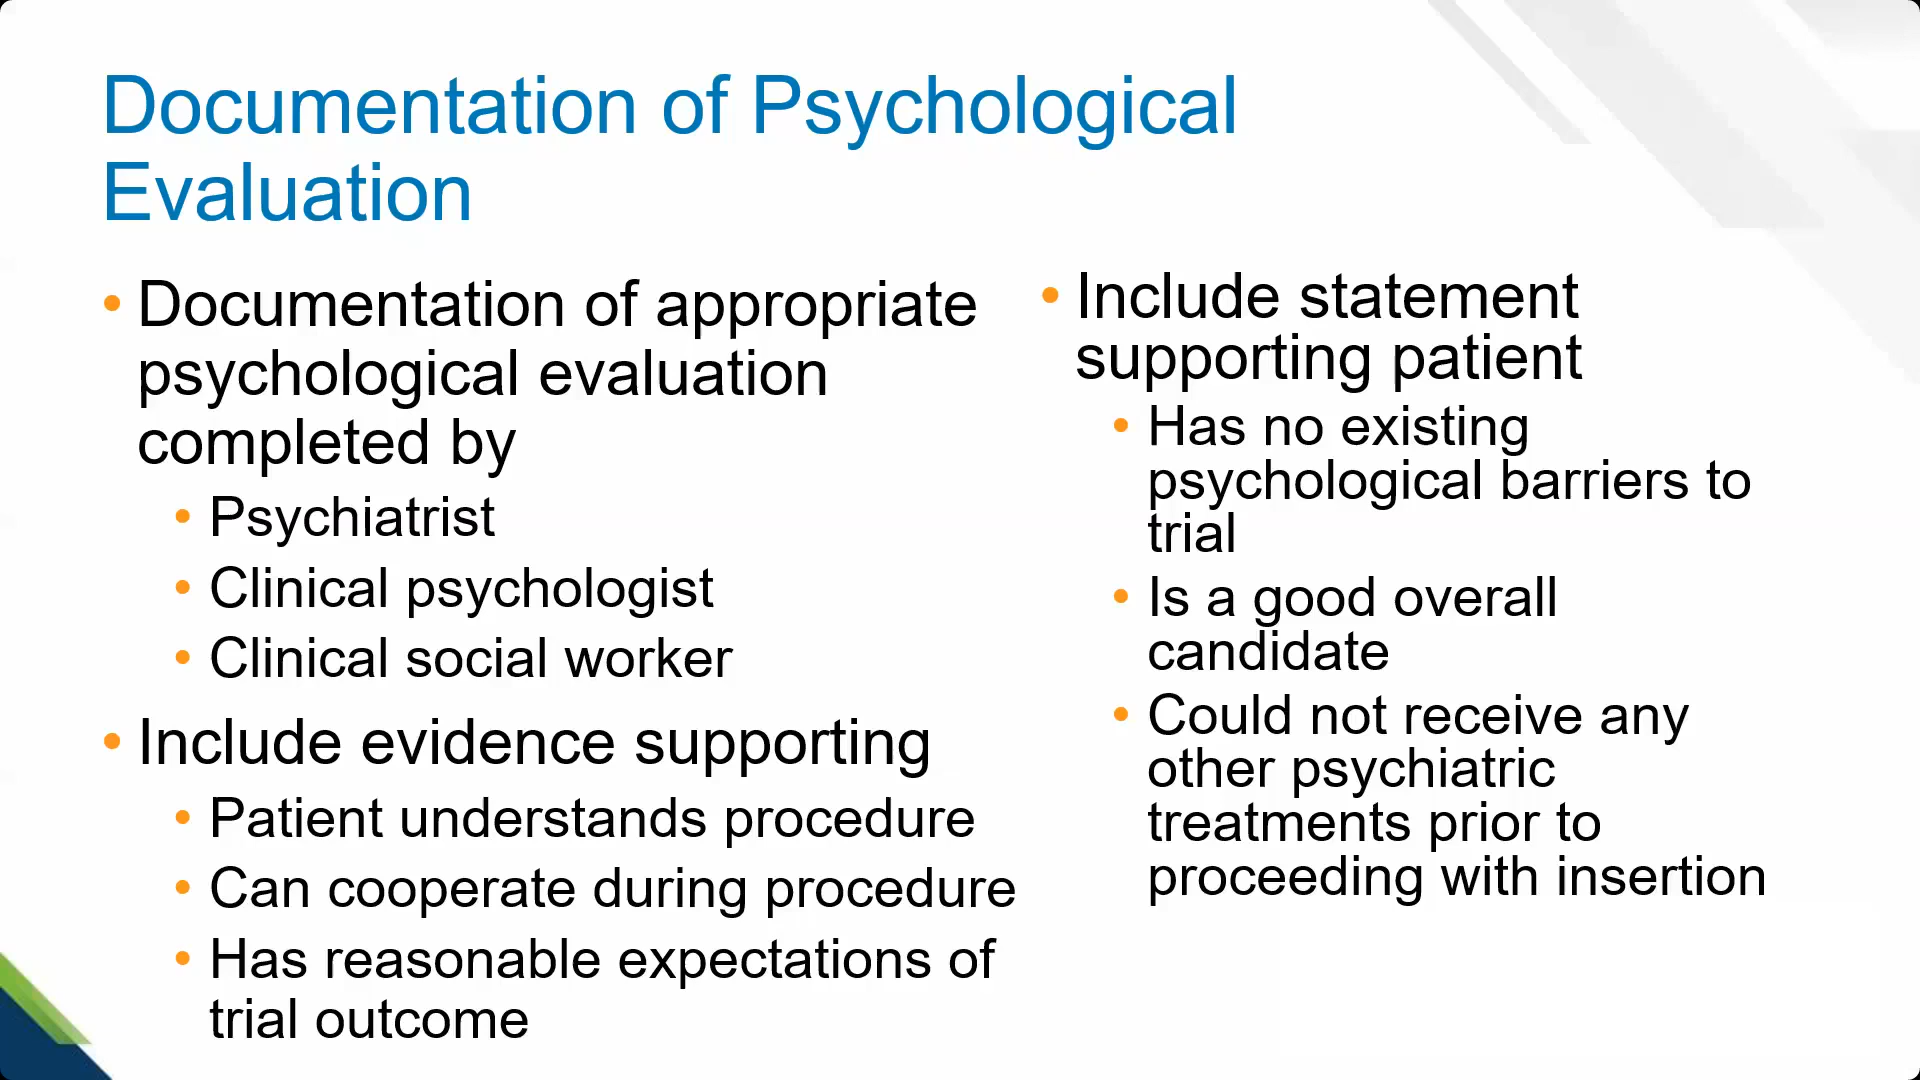 Documentation of Psychological
Evaluation
• Documentation of appropriate
psychological evaluation
completed by
• Psychiatrist
• Clinical psychologist
• Clinical social worker
• Include evidence supporting
• Patient understands procedure
• Can cooperate during procedure
• Has reasonable expectations of
trial outcome
• Include statement
supporting patient
• Has no existing
psychological barriers to
trial
• Is a good overall
candidate
• Could not receive any
other psychiatric
treatments prior to
proceeding with insertion